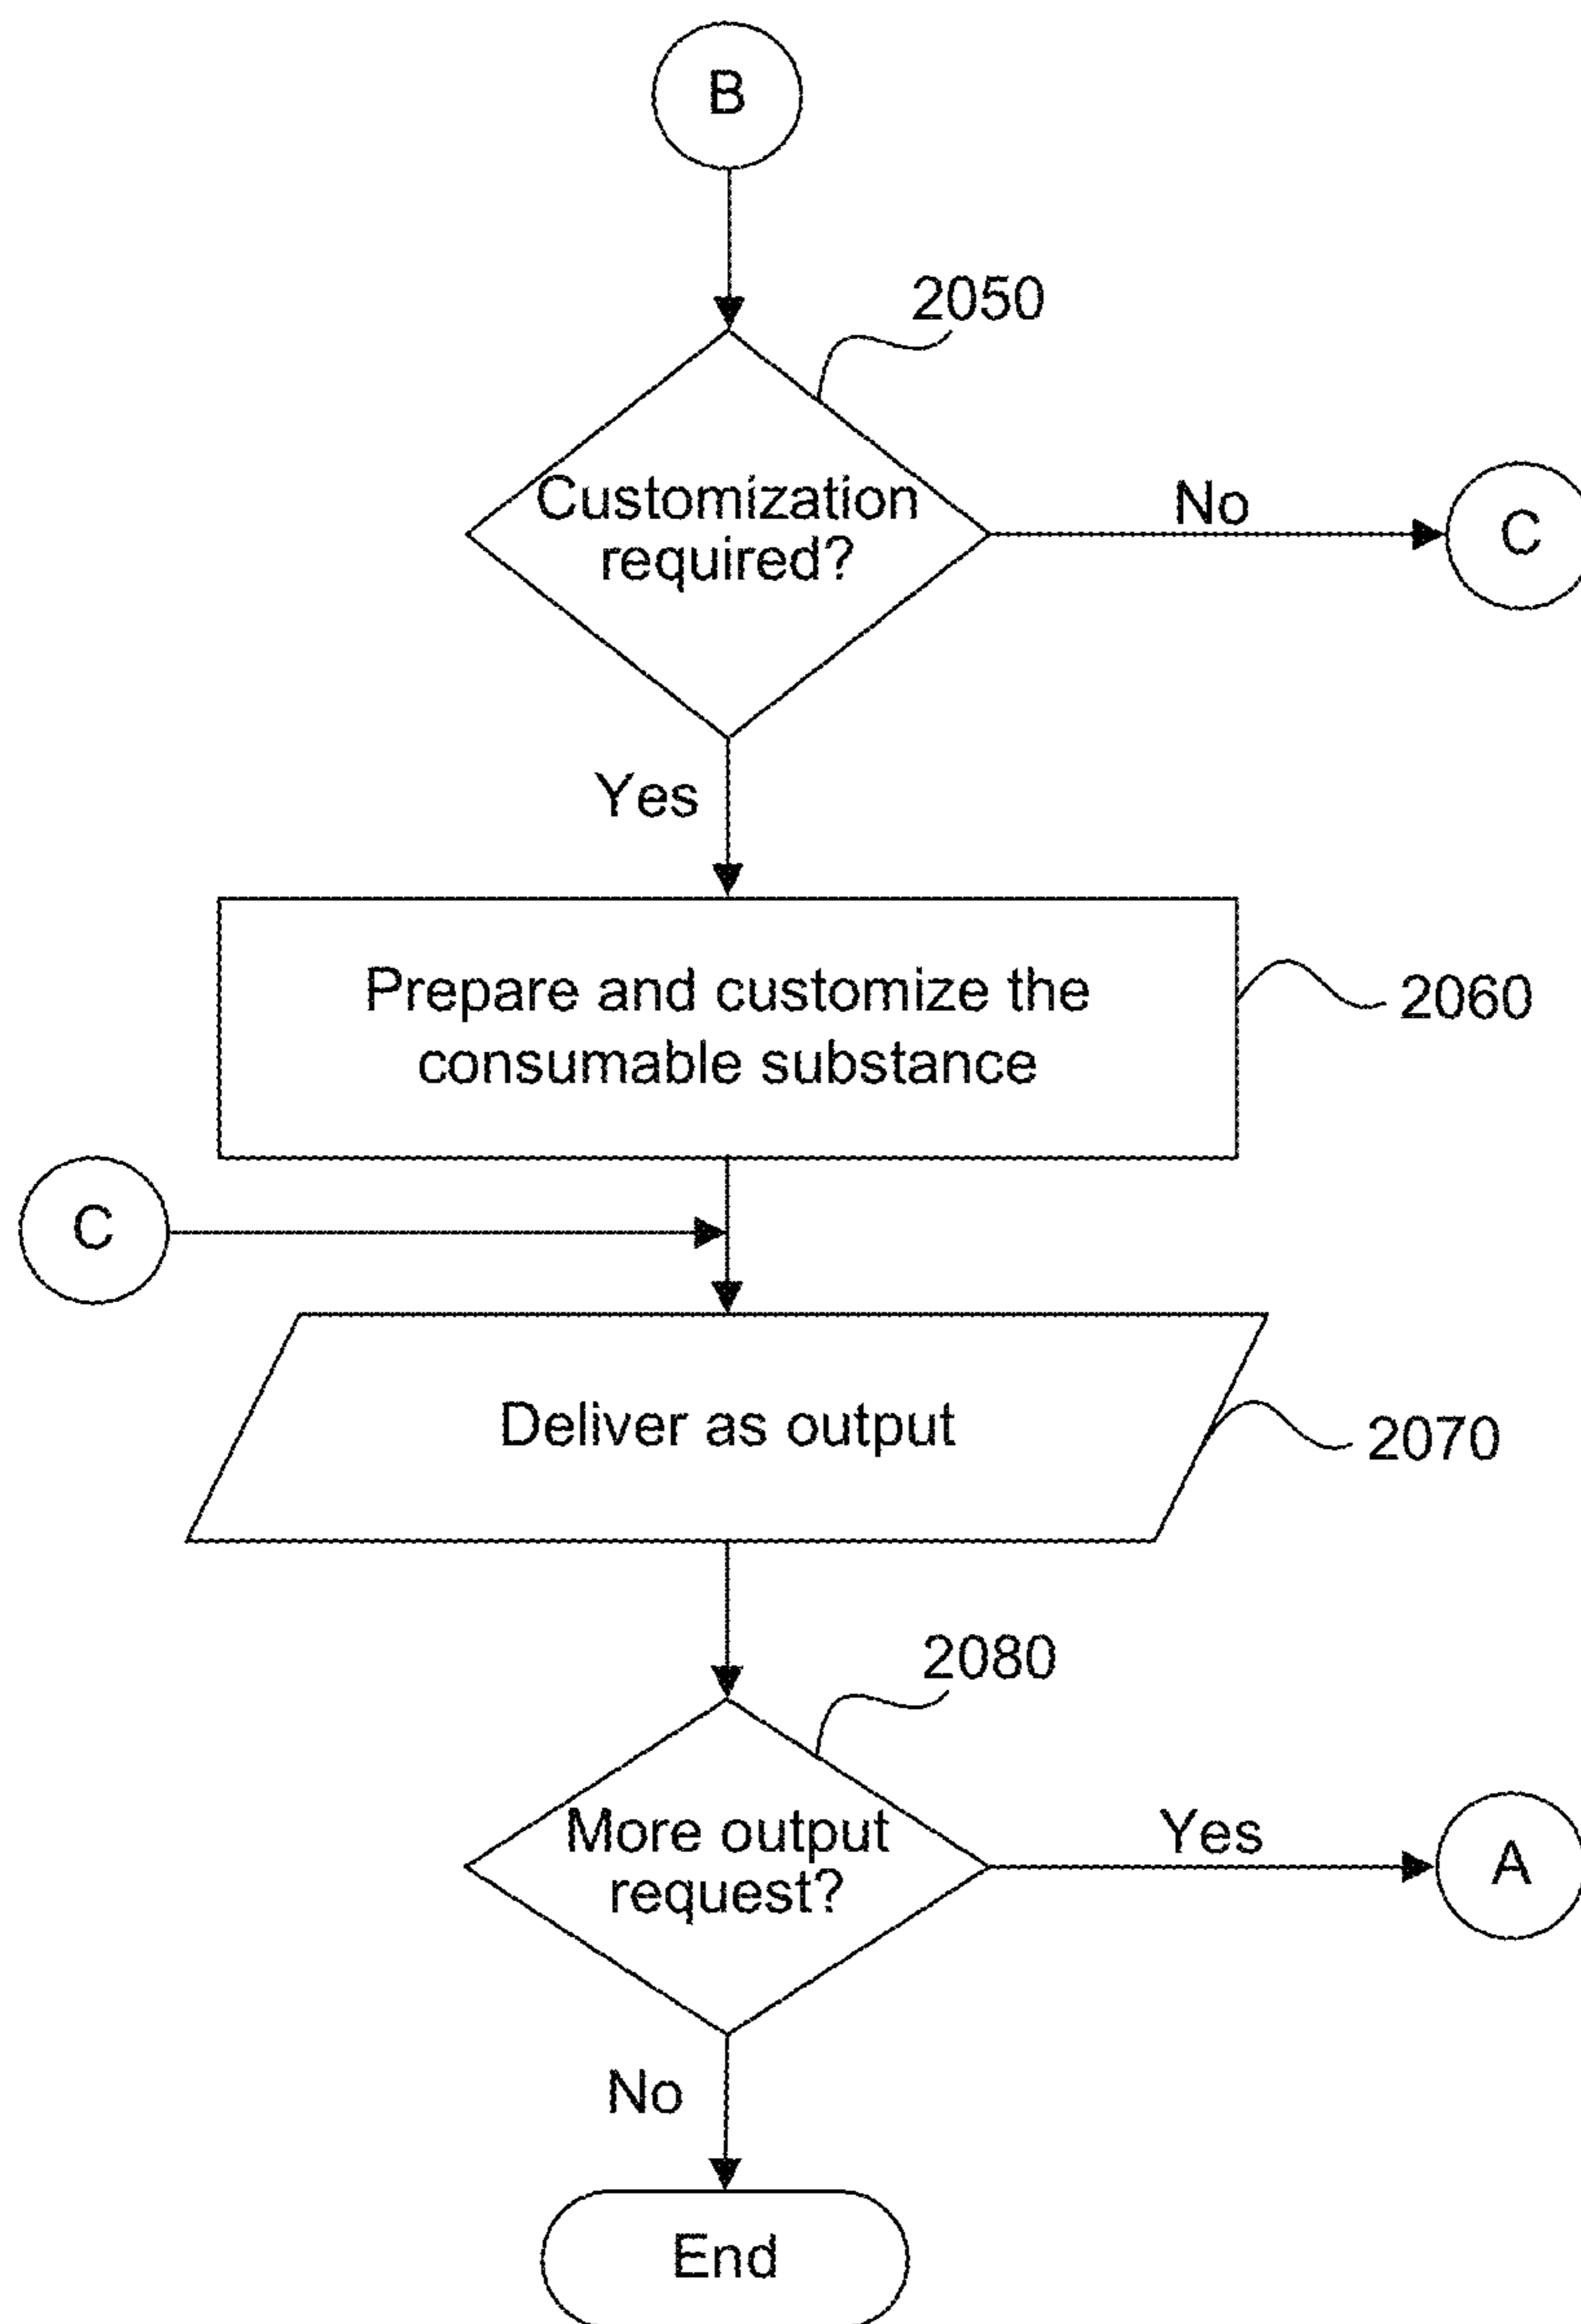 B
2050
Customization
required?
No
C
Yes
Prepare and customize the
consumable substance
2060
C
Deliver as output
2070
2080
More output
request?
Yes
A
No
End